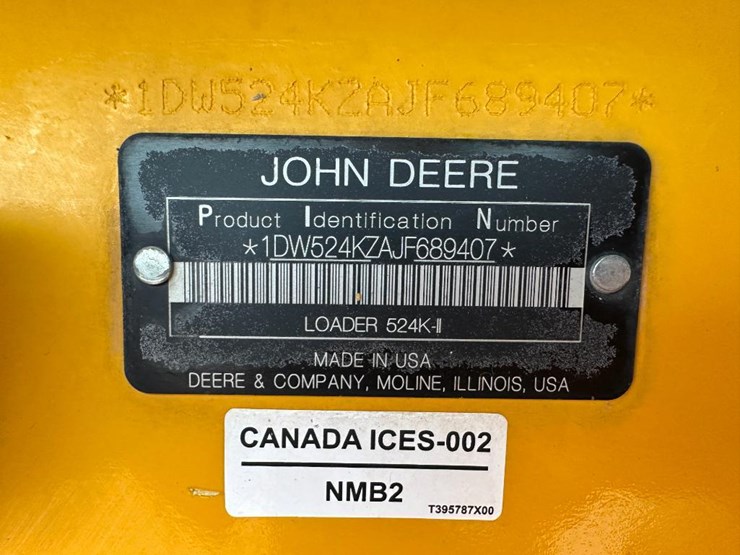 *1DW524KZAJF689407*
JOHN DEERE
Product Identification Number
*1DW524KZAJF689407*
LOADER 524K-II
MADE IN USA
DEERE & COMPANY, MOLINE, ILLINOIS, USA
CANADA ICES-002
NMB2
T395787X00